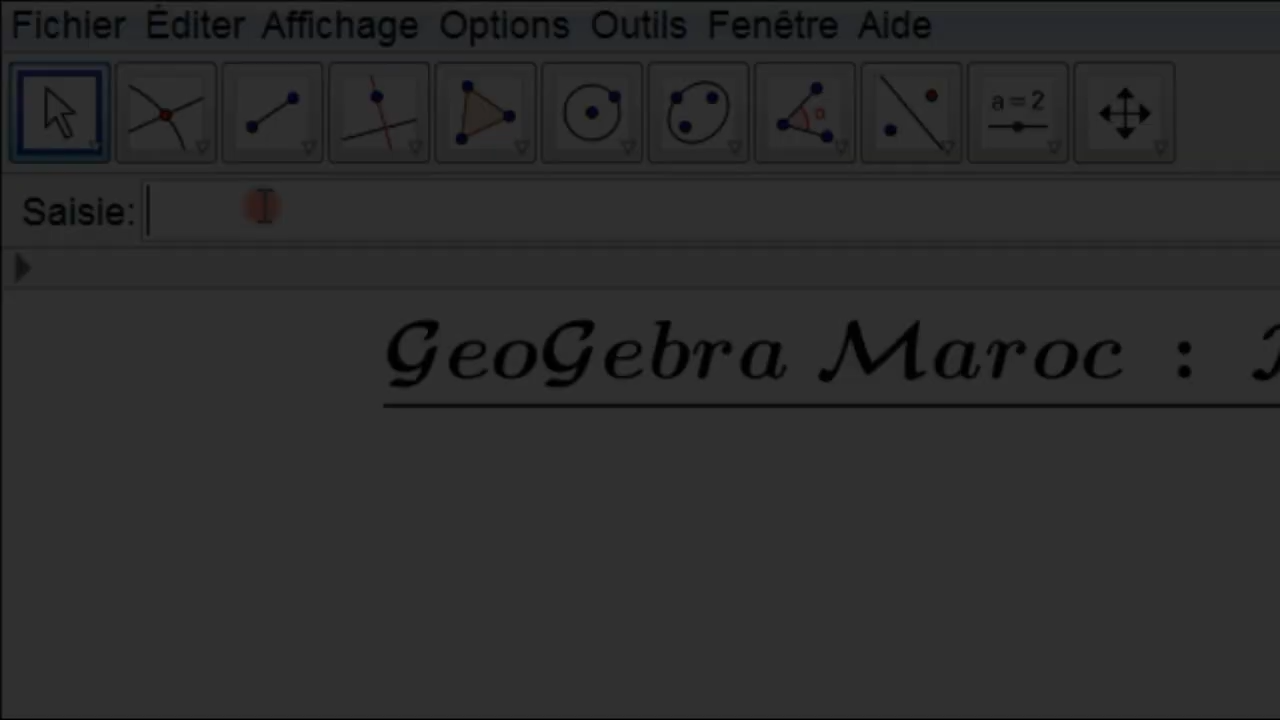 Fichier Éditer Affichage Options Outils Fenêtre Aide
α
a = 2
Saisie:
GeoGebra Maroc :